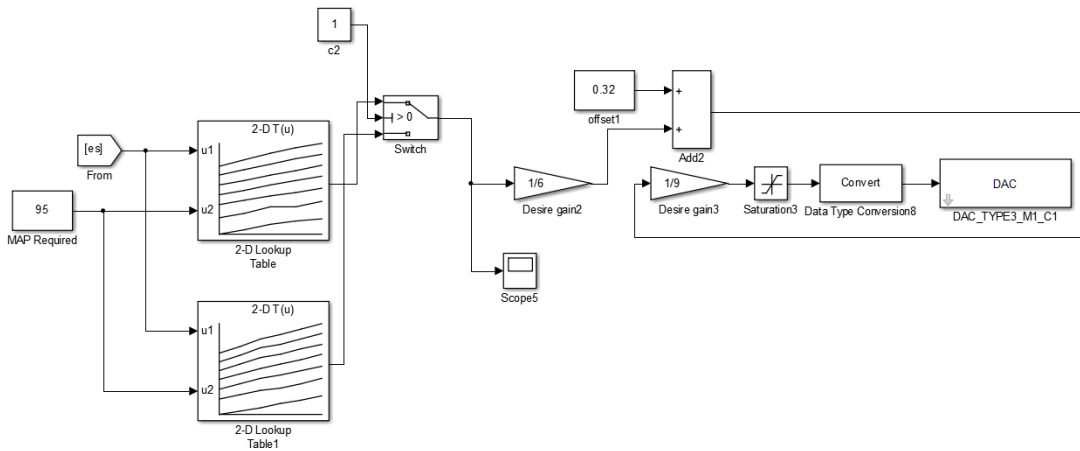 1
c2
> 0
Switch
2-D T(u)
[es]
From
u1
u2
95
MAP Required
2-D Lookup
Table
2-D T(u)
u1
u2
2-D Lookup
Table1
1/6
Desire gain2
Scope5
0.32
offset1
+
+
Add2
1/9
Desire gain3
Saturation3
Convert
Data Type Conversion8
DAC
DAC_TYPE3_M1_C1